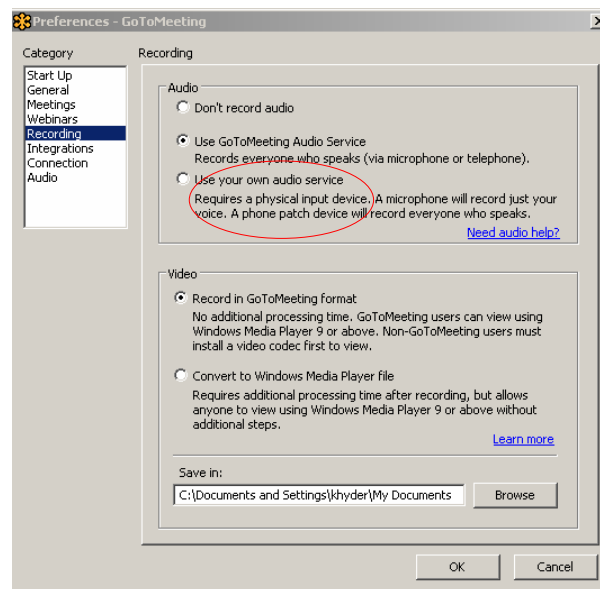 Preferences - GoToMeeting
Category
Start Up
General
Meetings
Webinars
Recording
Integrations
Connection
Audio
Recording
Audio
Don't record audio
Use GoToMeeting Audio Service
Records everyone who speaks (via microphone or telephone).
Use your own audio service
Requires a physical input device. A microphone will record just your
voice. A phone patch device will record everyone who speaks.
Need audio help?
Video
Record in GoToMeeting format
No additional processing time. GoToMeeting users can view using
Windows Media Player 9 or above. Non-GoToMeeting users must
install a video codec first to view.
Convert to Windows Media Player file
Requires additional processing time after recording, but allows
anyone to view using Windows Media Player 9 or above without
additional steps.
Learn more
Save in:
C:\Documents and Settings\khyder\My Documents
Browse
OK
Cancel